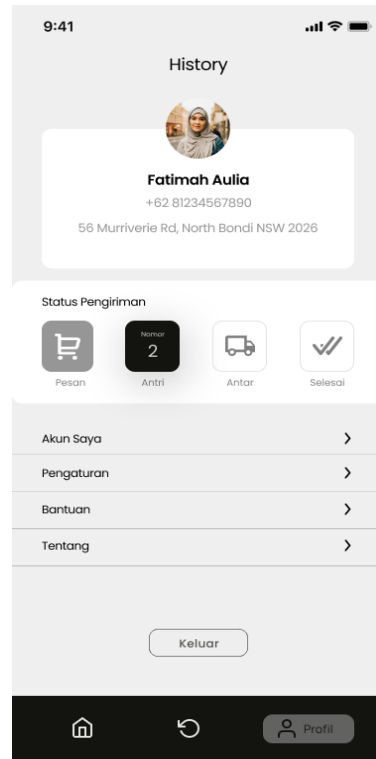 9:41
History
Fatimah Aulia
+62 81234567890
56 Murriverie Rd, North Bondi NSW 2026
Status Pengiriman
Nomor
2
Pesan Antri Antar Selesai
Akun Saya
Pengaturan
Bantuan
Tentang
Keluar
Profil